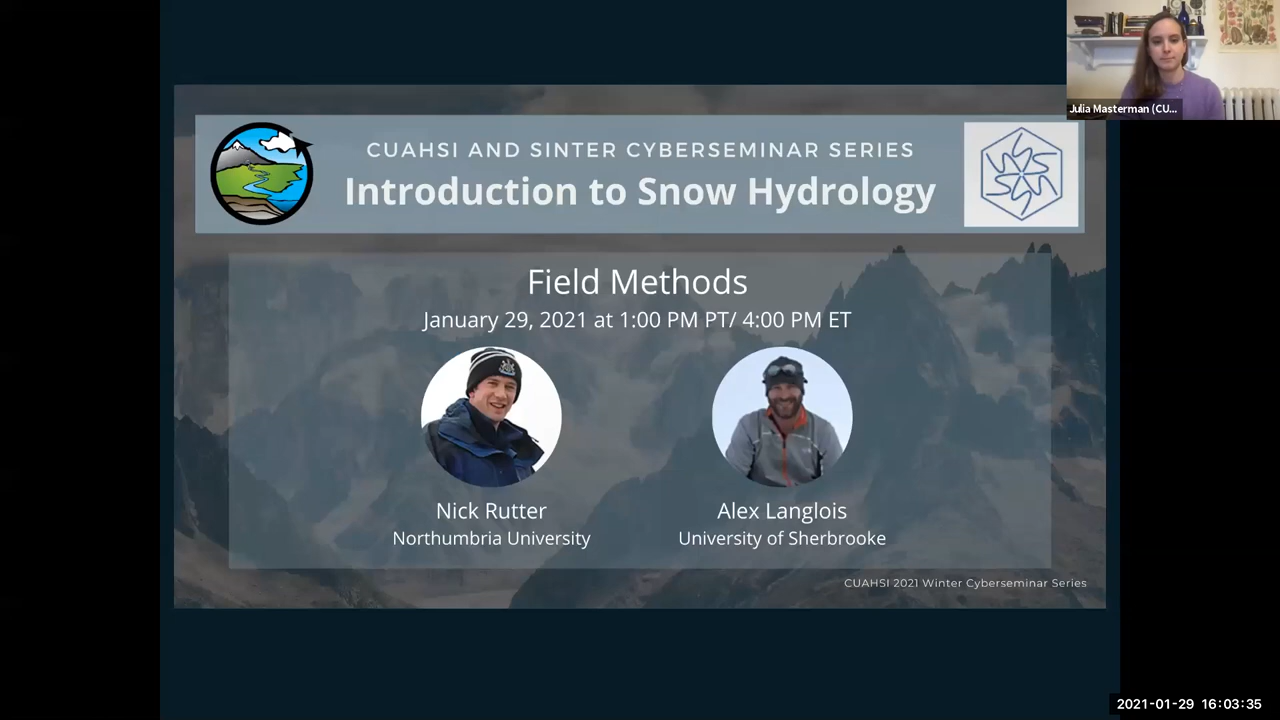 Julia Masterman (CU...
CUAHSI AND SINTER CYBERSEMINAR SERIES
Introduction to Snow Hydrology
Field Methods
January 29, 2021 at 1:00 PM PT/ 4:00 PM ET
Nick Rutter
Northumbria University
Alex Langlois
University of Sherbrooke
CUAHSI 2021 Winter Cyberseminar Series
2021-01-29 16:03:35